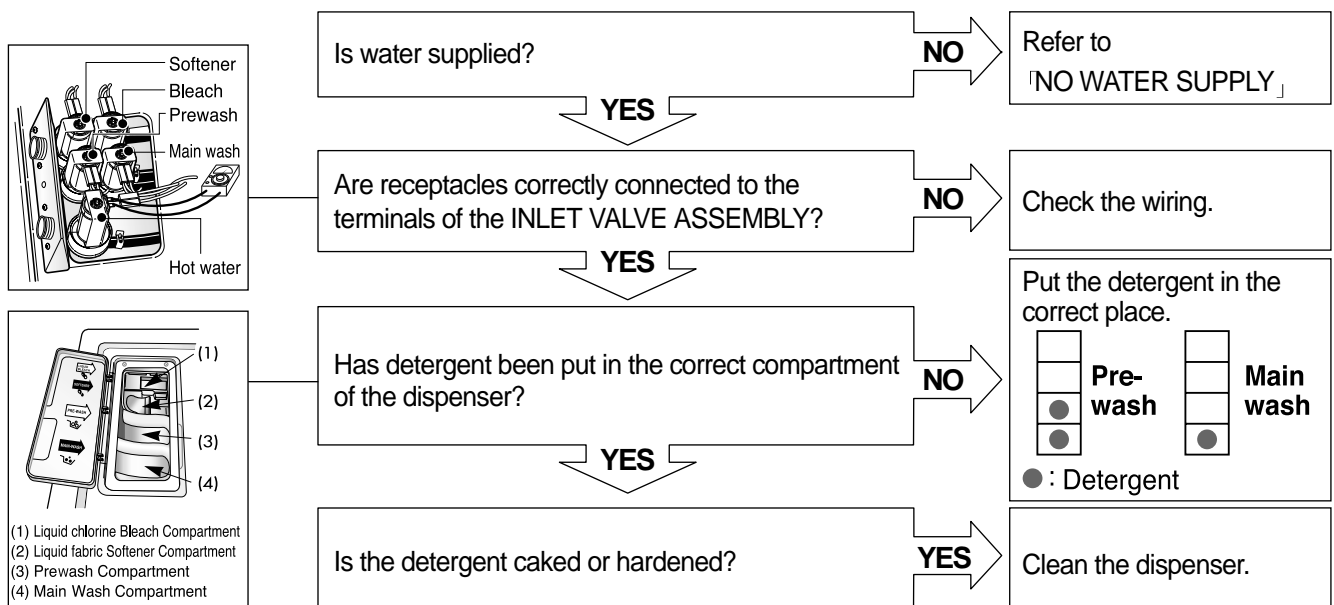 Is water supplied?
NO
Refer to
「NO WATER SUPPLY」
YES
Softener
Bleach
Prewash
Main wash
Hot water
Are receptacles correctly connected to the
terminals of the INLET VALVE ASSEMBLY?
NO
Check the wiring.
YES
(1)
(2)
(3)
(4)
(1) Liquid chlorine Bleach Compartment
(2) Liquid fabric Softener Compartment
(3) Prewash Compartment
(4) Main Wash Compartment
Has detergent been put in the correct compartment
of the dispenser?
NO
Put the detergent in the
correct place.
Pre-
wash
Main
wash
● : Detergent
YES
Is the detergent caked or hardened?
YES
Clean the dispenser.